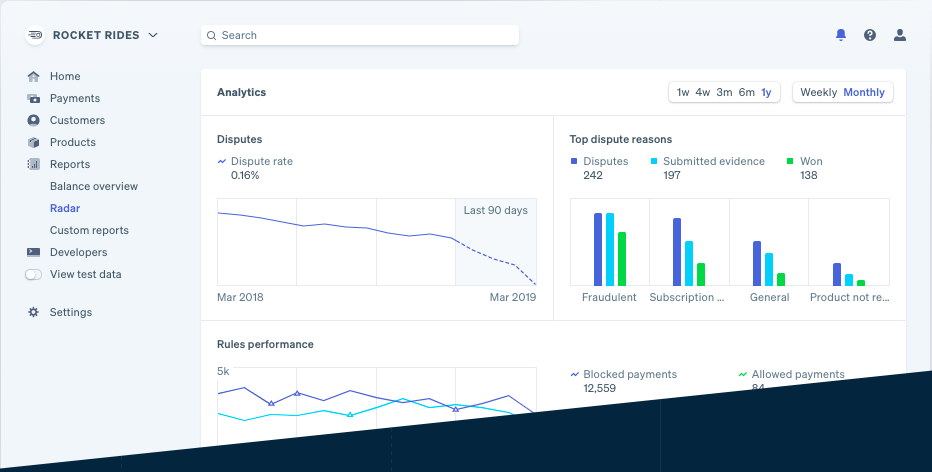 ROCKET RIDES
Search
Home
Payments
Customers
Products
Reports
Balance overview
Radar
Custom reports
Developers
View test data
Settings
Analytics
1w 4w 3m 6m 1y
Weekly Monthly
Disputes
Dispute rate
0.16%
Last 90 days
Mar 2018 Mar 2019
Top dispute reasons
Disputes Submitted evidence Won
242 197 138
Fraudulent Subscription ... General Product not re...
Rules performance
5k
Blocked payments Allowed payments
12,559 84